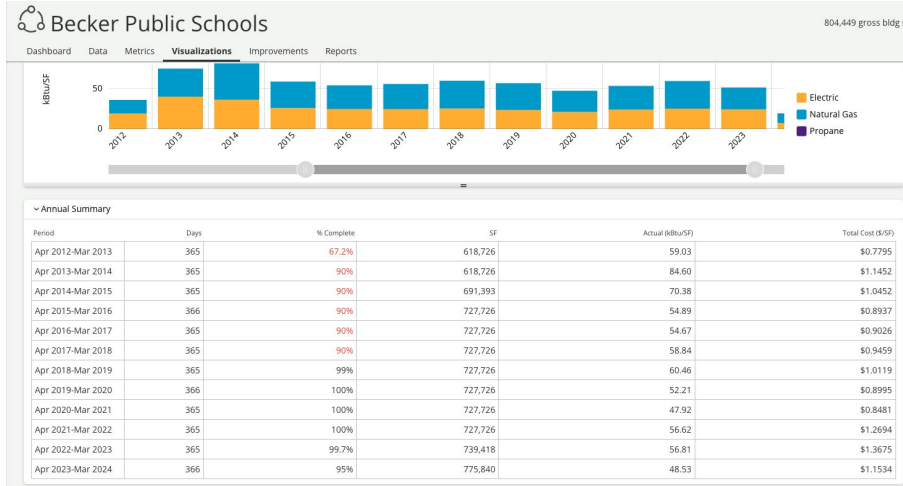 Becker Public Schools
804,449 gross bldg
Dashboard Data Metrics Visualizations Improvements Reports
kBtu/SF
50
0
2012 2013 2014 2015 2016 2017 2018 2019 2020 2021 2022 2023
Electric
Natural Gas
Propane
Annual Summary
Period Days % Complete SF Actual (kBtu/SF) Total Cost ($/SF)
Apr 2012-Mar 2013 365 67.2% 618,726 59.03 $0.7795
Apr 2013-Mar 2014 365 90% 618,726 84.60 $1.1452
Apr 2014-Mar 2015 365 90% 691,393 70.38 $1.0452
Apr 2015-Mar 2016 366 90% 727,726 54.89 $0.8937
Apr 2016-Mar 2017 365 90% 727,726 54.67 $0.9026
Apr 2017-Mar 2018 365 90% 727,726 58.84 $0.9459
Apr 2018-Mar 2019 365 99% 727,726 60.46 $1.0119
Apr 2019-Mar 2020 366 100% 727,726 52.21 $0.8995
Apr 2020-Mar 2021 365 100% 727,726 47.92 $0.8481
Apr 2021-Mar 2022 365 100% 727,726 56.62 $1.2694
Apr 2022-Mar 2023 365 99.7% 739,418 56.81 $1.3675
Apr 2023-Mar 2024 366 95% 775,840 48.53 $1.1534